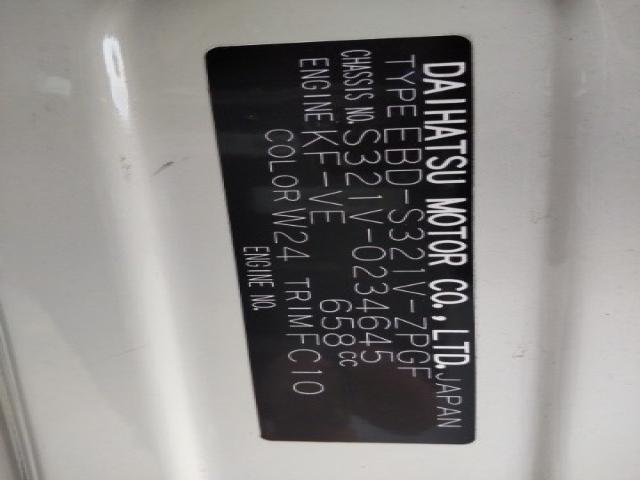 DAIHATSU MOTOR CO., LTD. JAPAN
TYPE EBD-S321V-ZPGF
CHASSIS NO. S321V-0234645
ENGINE KF-VE 658cc
COLOR W24 TRIM FC10
ENGINE NO.